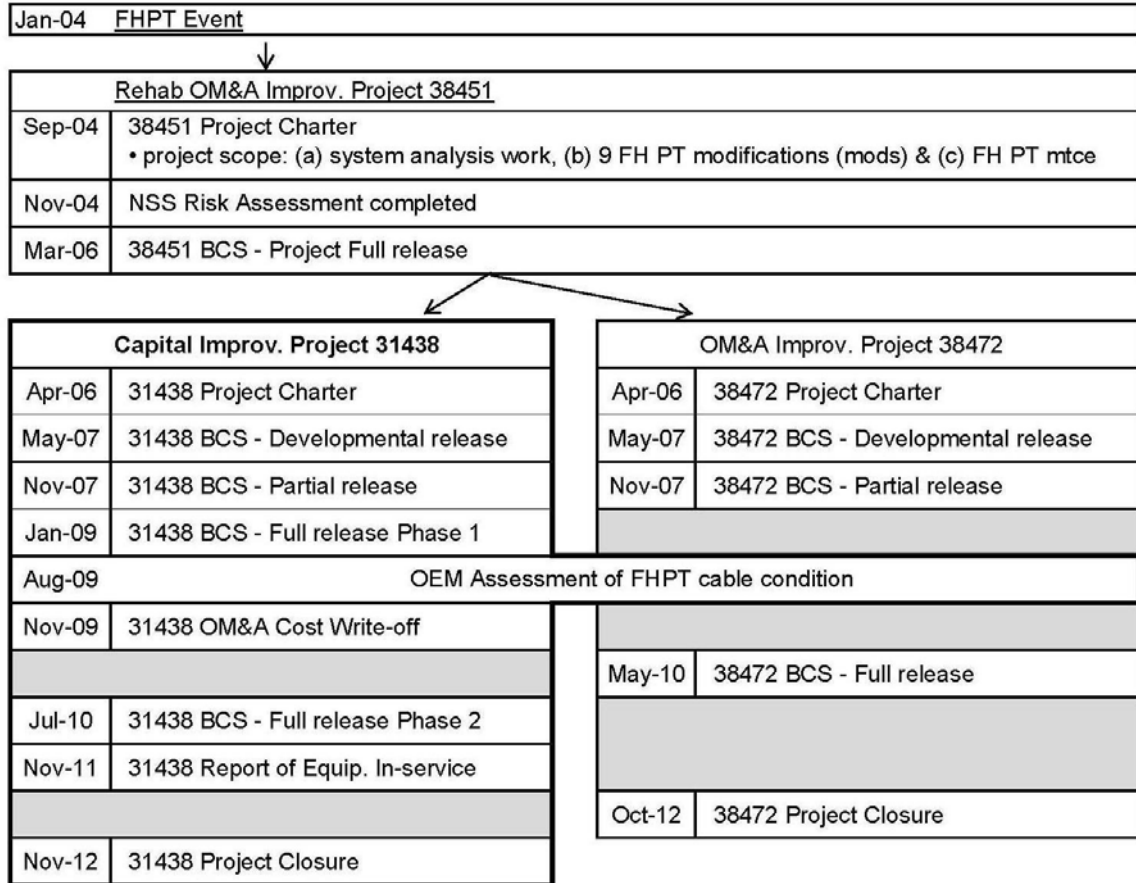 Jan-04 FHPT Event
Rehab OM&A Improv. Project 38451
Sep-04 38451 Project Charter
• project scope: (a) system analysis work, (b) 9 FH PT modifications (mods) & (c) FH PT mtce
Nov-04 NSS Risk Assessment completed
Mar-06 38451 BCS - Project Full release
Capital Improv. Project 31438
Apr-06 31438 Project Charter
May-07 31438 BCS - Developmental release
Nov-07 31438 BCS - Partial release
Jan-09 31438 BCS - Full release Phase 1
OM&A Improv. Project 38472
Apr-06 38472 Project Charter
May-07 38472 BCS - Developmental release
Nov-07 38472 BCS - Partial release
Aug-09 OEM Assessment of FHPT cable condition
Nov-09 31438 OM&A Cost Write-off
Jul-10 31438 BCS - Full release Phase 2
Nov-11 31438 Report of Equip. In-service
Nov-12 31438 Project Closure
May-10 38472 BCS - Full release
Oct-12 38472 Project Closure